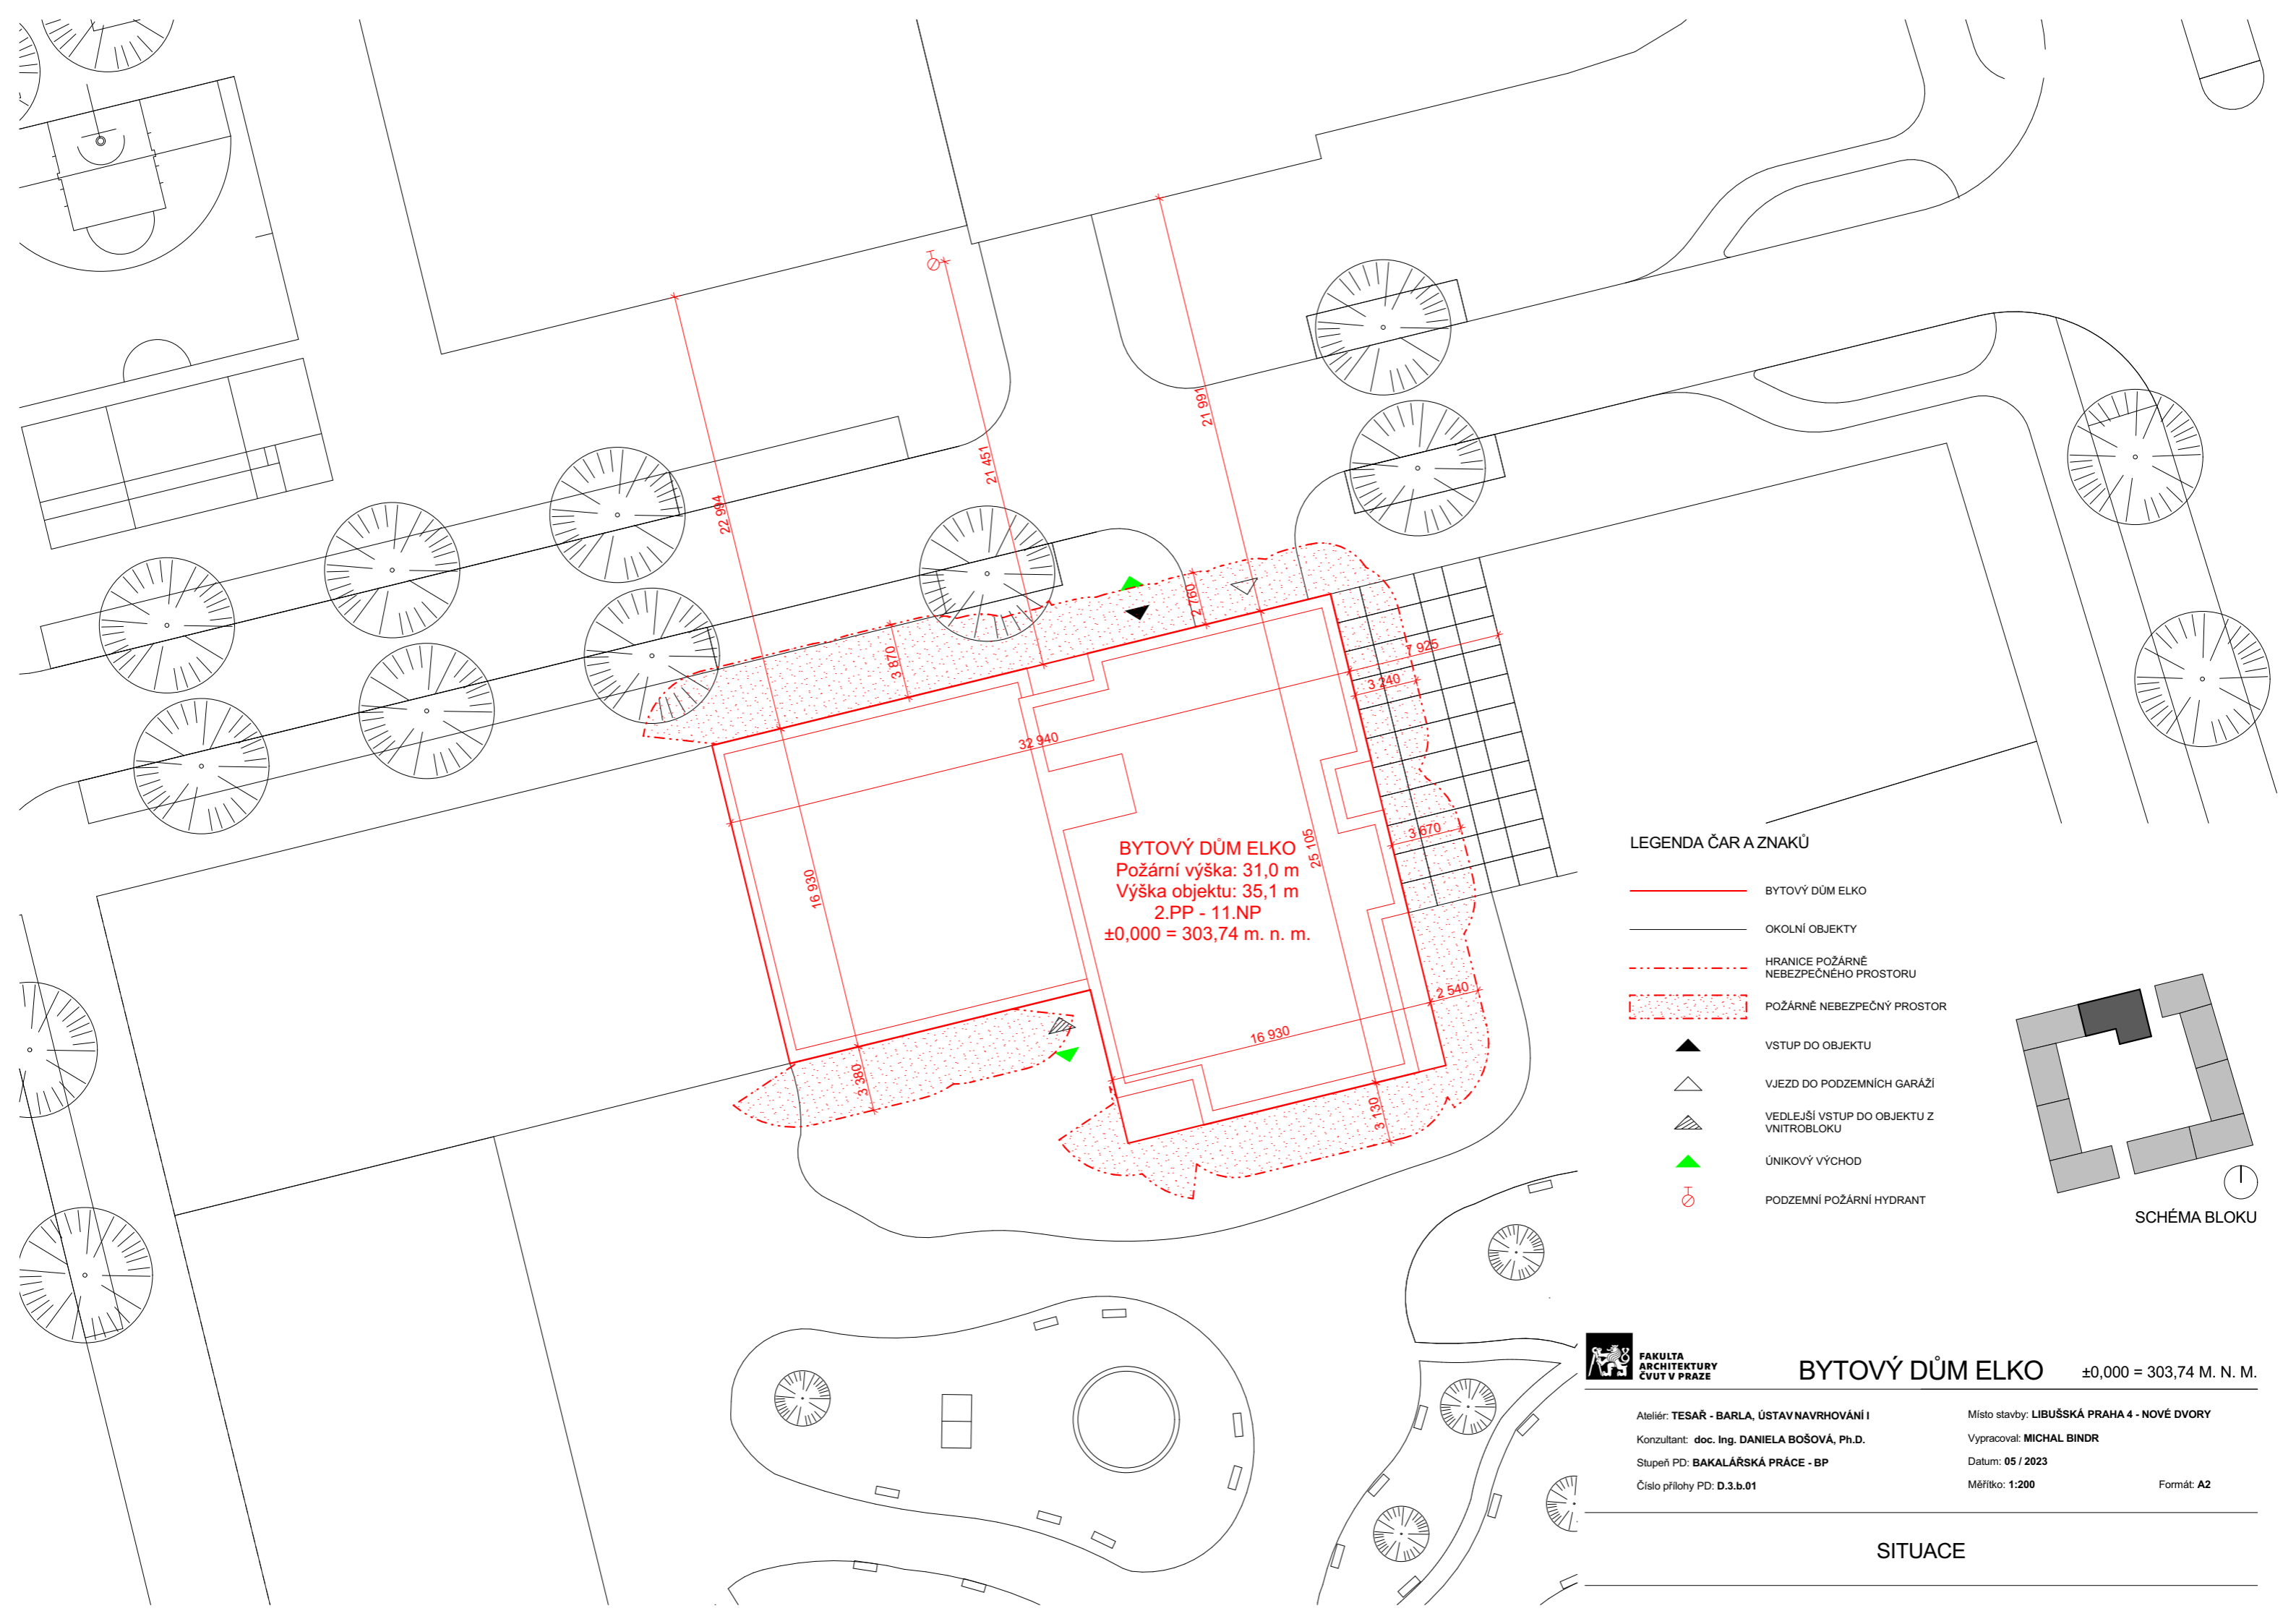 22 994
21 451
21 991
2 760
3 870
7 925
3 240
32 940
3 670
25 105
16 930
BYTOVÝ DŮM ELKO
Požární výška: 31,0 m
Výška objektu: 35,1 m
2.PP - 11.NP
±0,000 = 303,74 m. n. m.
2 540
16 930
3 380
3 130
LEGENDA ČAR A ZNAKŮ
BYTOVÝ DŮM ELKO
OKOLNÍ OBJEKTY
HRANICE POŽÁRNĚ
NEBEZPEČNÉHO PROSTORU
POŽÁRNĚ NEBEZPEČNÝ PROSTOR
VSTUP DO OBJEKTU
VJEZD DO PODZEMNÍCH GARÁŽÍ
VEDLEJŠÍ VSTUP DO OBJEKTU Z
VNITROBLOKU
ÚNIKOVÝ VÝCHOD
PODZEMNÍ POŽÁRNÍ HYDRANT
SCHÉMA BLOKU
FAKULTA
ARCHITEKTURY
ČVUT V PRAZE
BYTOVÝ DŮM ELKO
±0,000 = 303,74 M. N. M.
Ateliér: TESAŘ - BARLA, ÚSTAV NAVRHOVÁNÍ I
Konzultant: doc. Ing. DANIELA BOŠOVÁ, Ph.D.
Stupeň PD: BAKALÁŘSKÁ PRÁCE - BP
Číslo přílohy PD: D.3.b.01
Místo stavby: LIBUŠSKÁ PRAHA 4 - NOVÉ DVORY
Vypracoval: MICHAL BINDR
Datum: 05 / 2023
Měřítko: 1:200
Formát: A2
SITUACE